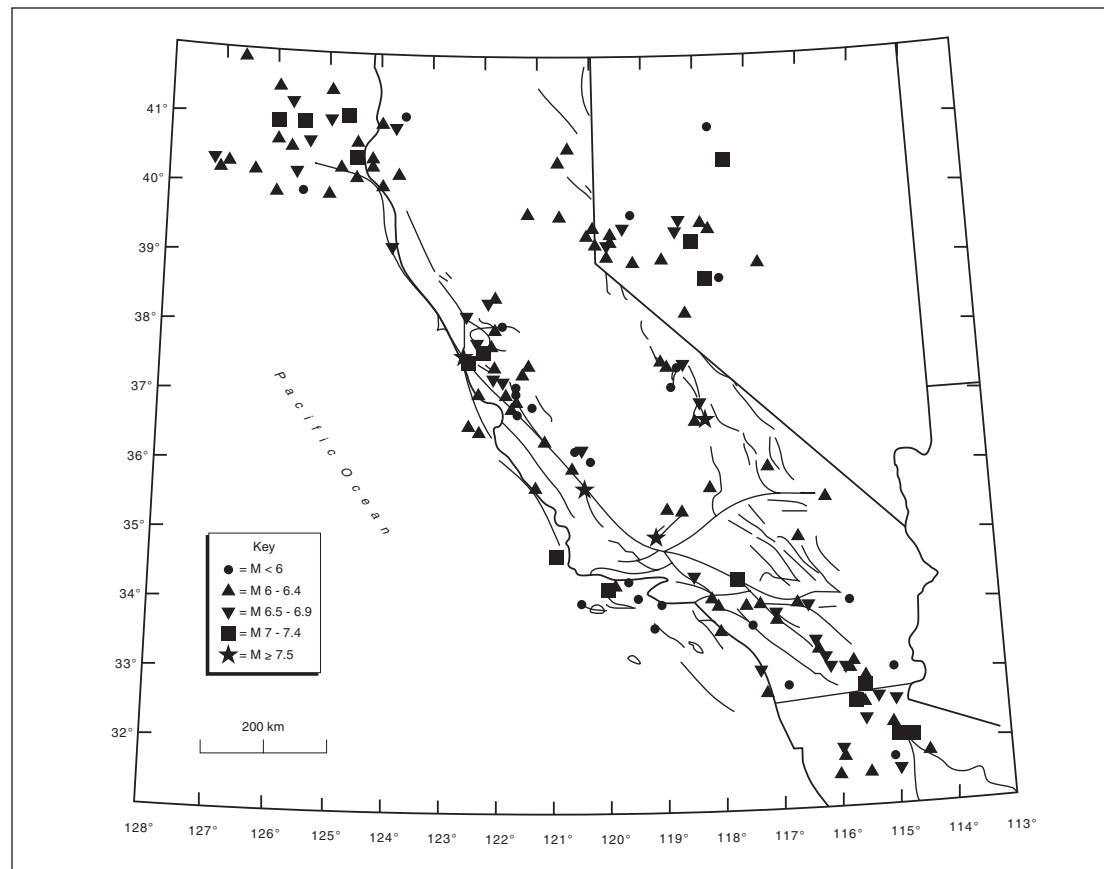 41°
40°
39°
38°
37°
36°
35°
34°
33°
32°
Pacific Ocean
Key
= M < 6
= M 6 - 6.4
= M 6.5 - 6.9
= M 7 - 7.4
= M ≥ 7.5
200 km
128° 127° 126° 125° 124° 123° 122° 121° 120° 119° 118° 117° 116° 115° 114° 113°